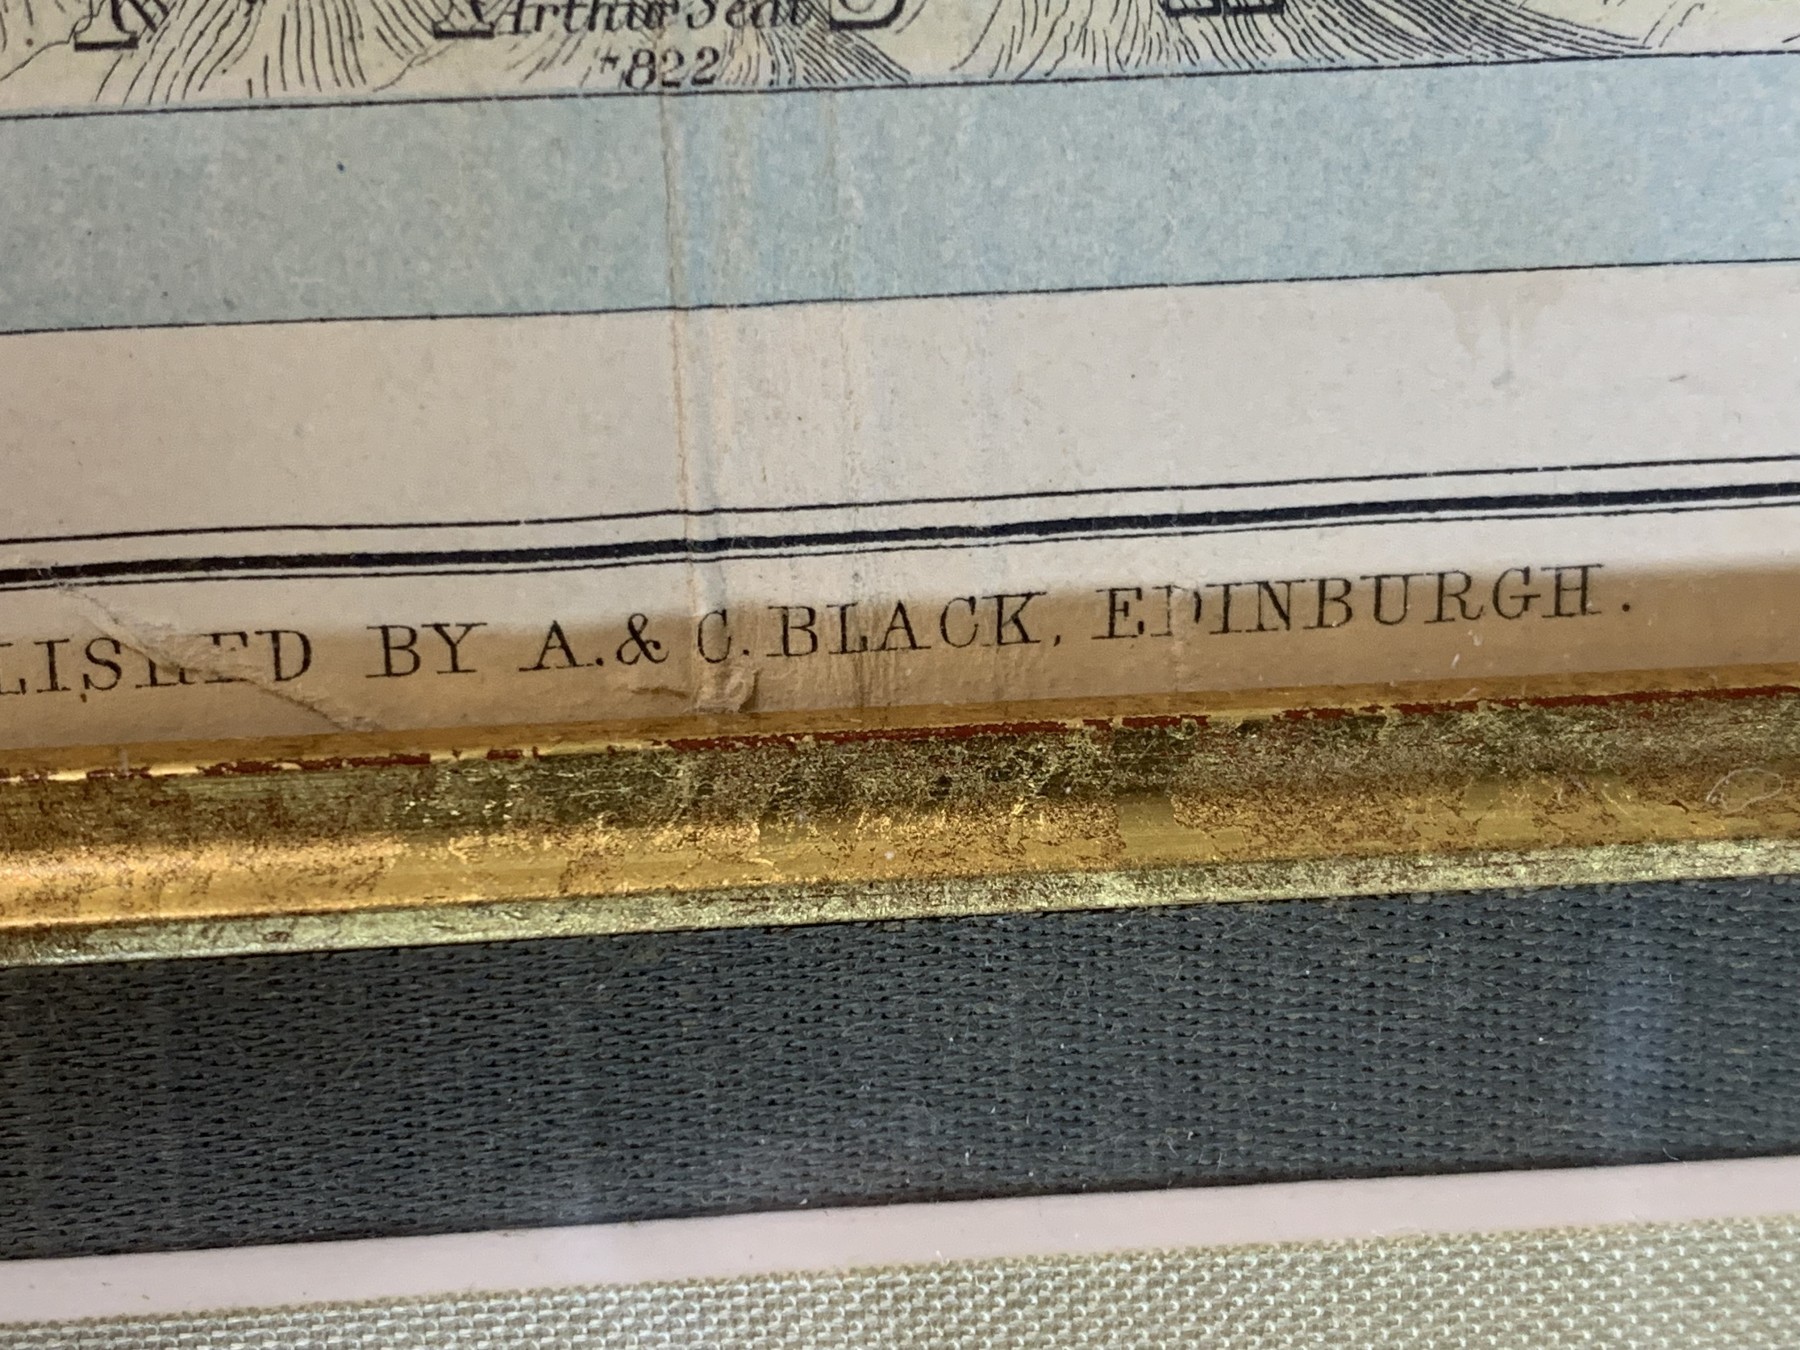 Arthur Seat
822
LISHED BY A. & C. BLACK, EDINBURGH.